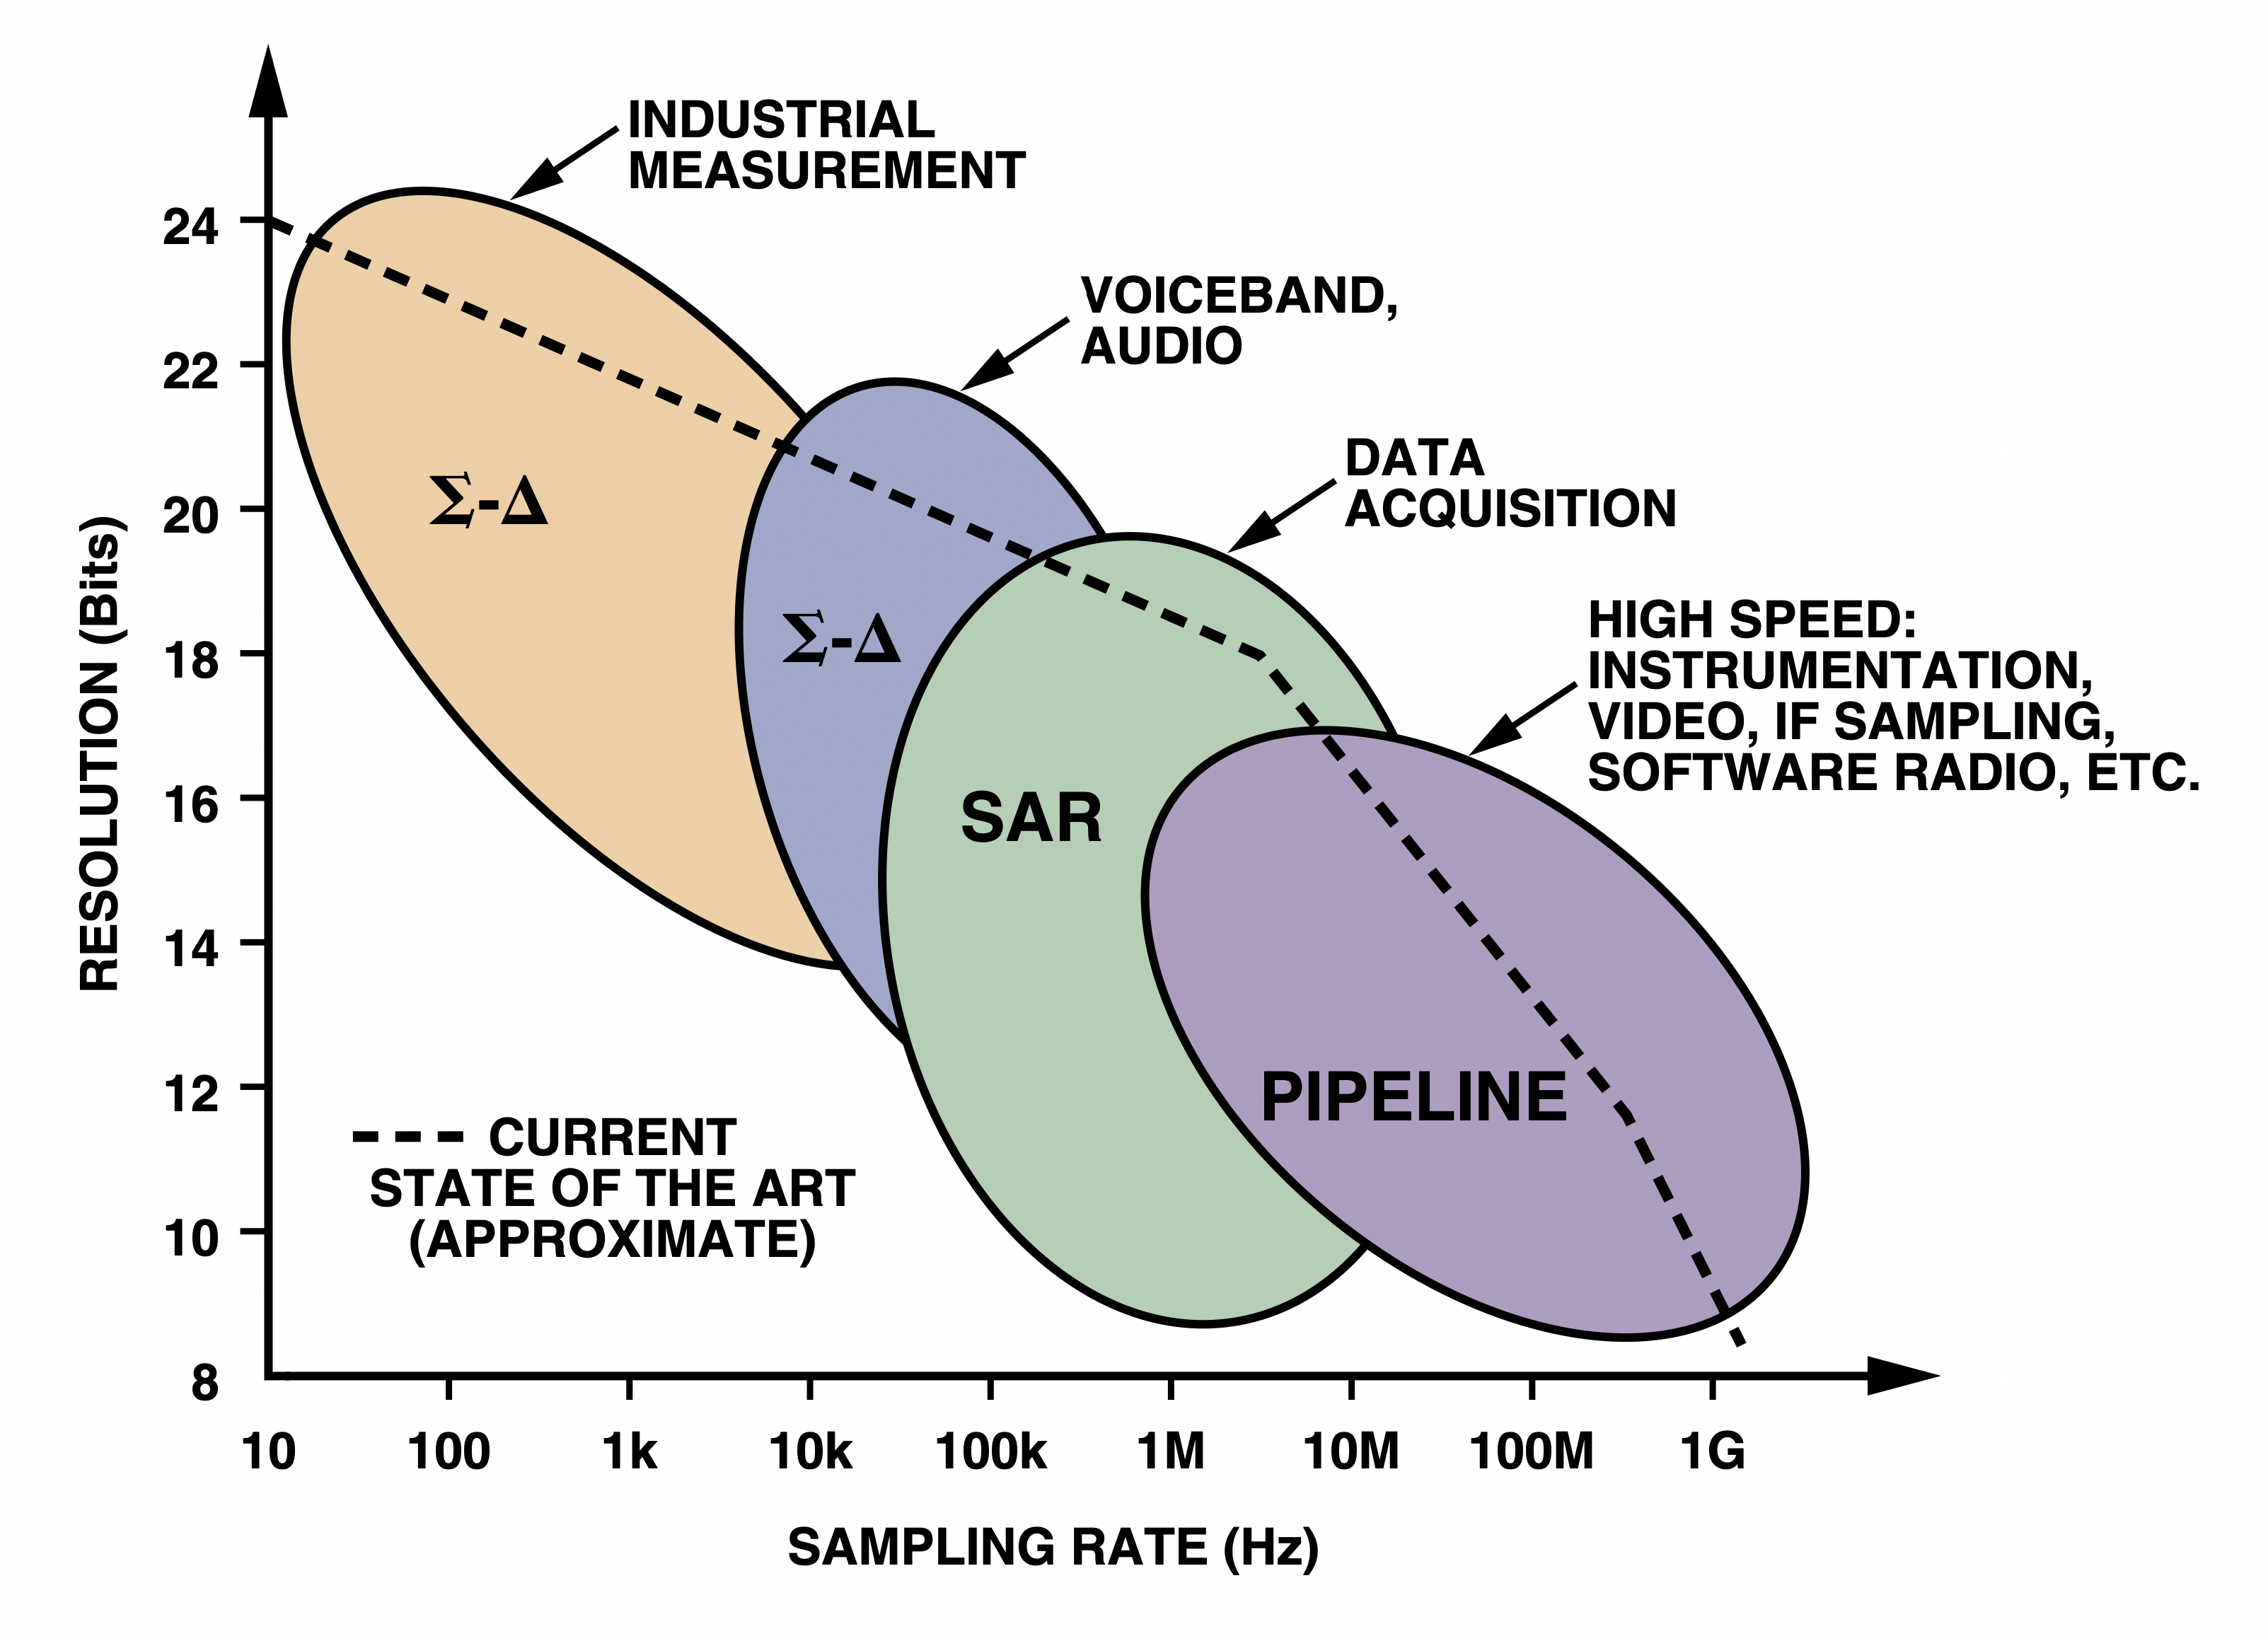 INDUSTRIAL
MEASUREMENT
VOICEBAND,
AUDIO
DATA
ACQUISITION
HIGH SPEED:
INSTRUMENTATION,
VIDEO, IF SAMPLING,
SOFTWARE RADIO, ETC.
Σ-Δ
Σ-Δ
SAR
PIPELINE
CURRENT
STATE OF THE ART
(APPROXIMATE)
RESOLUTION (Bits)
24
22
20
18
16
14
12
10
8
10 100 1k 10k 100k 1M 10M 100M 1G
SAMPLING RATE (Hz)